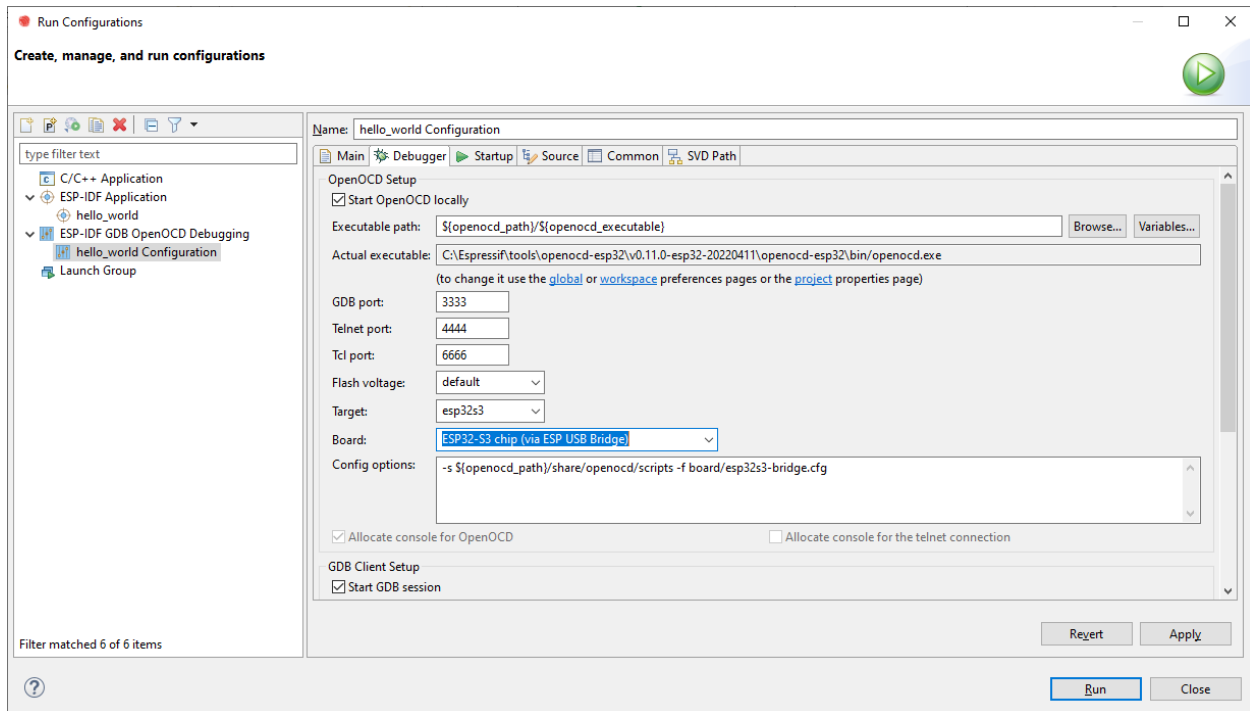 Run Configurations
Create, manage, and run configurations
type filter text
C/C++ Application
ESP-IDF Application
hello_world
ESP-IDF GDB OpenOCD Debugging
hello_world Configuration
Launch Group
Filter matched 6 of 6 items
Name: hello_world Configuration
Main Debugger Startup Source Common SVD Path
OpenOCD Setup
Start OpenOCD locally
Executable path: ${openocd_path}/${openocd_executable} Browse... Variables...
Actual executable: C:\Espressif\tools\openocd-esp32\v0.11.0-esp32-20220411\openocd-esp32\bin/openocd.exe
(to change it use the global or workspace preferences pages or the project properties page)
GDB port: 3333
Telnet port: 4444
Tcl port: 6666
Flash voltage: default
Target: esp32s3
Board: ESP32-S3 chip (via ESP USB Bridge)
Config options: -s ${openocd_path}/share/openocd/scripts -f board/esp32s3-bridge.cfg
Allocate console for OpenOCD Allocate console for the telnet connection
GDB Client Setup
Start GDB session
Revert Apply
Run Close